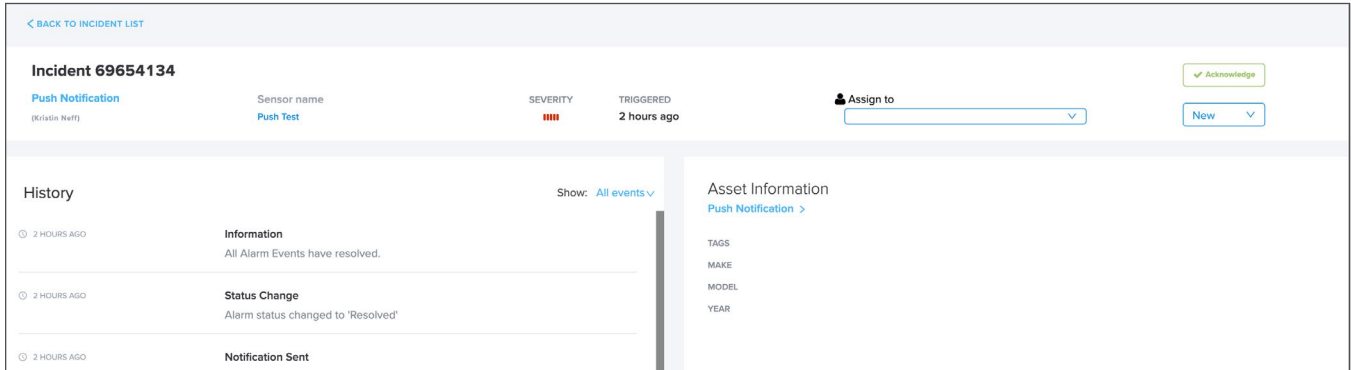 BACK TO INCIDENT LIST
Incident 69654134
Acknowledge
Push Notification
Sensor name
SEVERITY
TRIGGERED
Assign to
(Kristin Neff)
Push Test
2 hours ago
New
History
Show: All events
2 HOURS AGO
Information
All Alarm Events have resolved.
2 HOURS AGO
Status Change
Alarm status changed to 'Resolved'
2 HOURS AGO
Notification Sent
Asset Information
Push Notification >
TAGS
MAKE
MODEL
YEAR